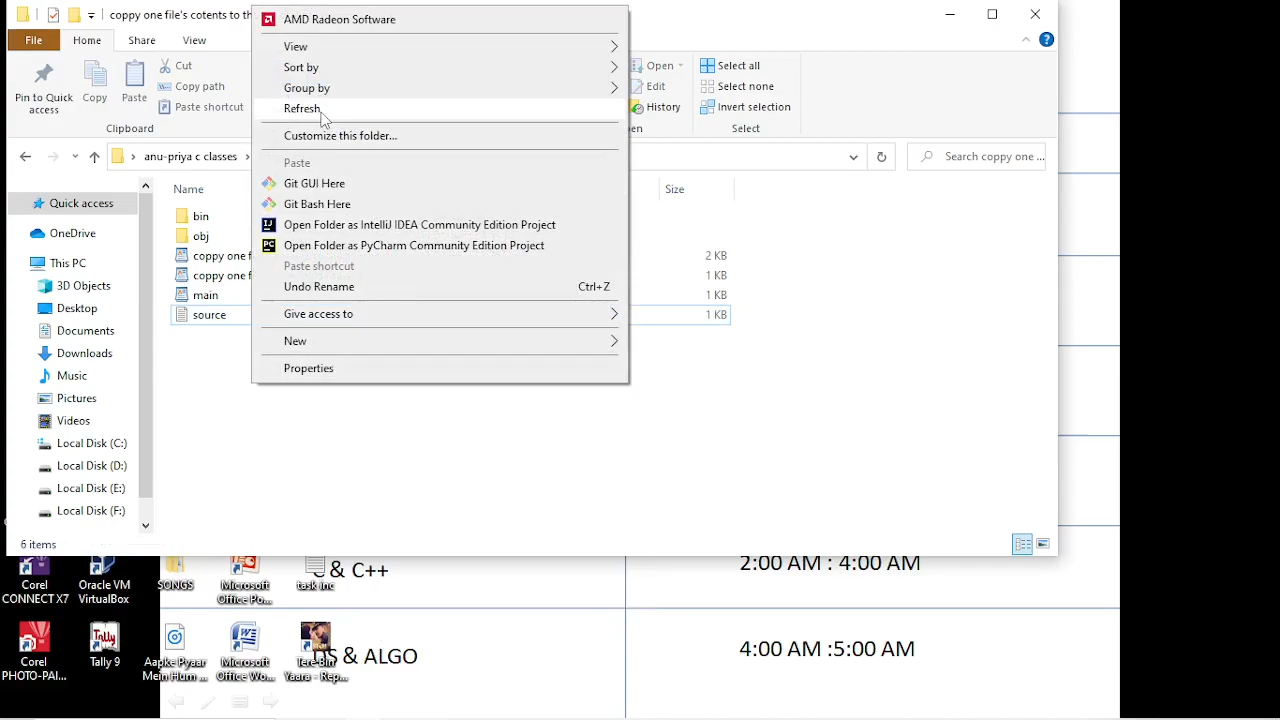 coppy one file's cotents to th
File
Home
Share
View
Pin to Quick
access
Copy
Paste
Cut
Copy path
Paste shortcut
Clipboard
Open
Edit
History
en
Select all
Select none
Invert selection
Select
anu-priya c classes
Search coppy one ...
AMD Radeon Software
View
Sort by
Group by
Refresh
Customize this folder...
Paste
Git GUI Here
Git Bash Here
Open Folder as IntelliJ IDEA Community Edition Project
Open Folder as PyCharm Community Edition Project
Paste shortcut
Undo Rename Ctrl+Z
Give access to
New
Properties
Quick access
OneDrive
This PC
3D Objects
Desktop
Documents
Downloads
Music
Pictures
Videos
Local Disk (C:)
Local Disk (D:)
Local Disk (E:)
Local Disk (F:)
Name Size
bin
obj
coppy one f 2 KB
coppy one f 1 KB
main 1 KB
source 1 KB
6 items
Corel
CONNECT X7
Oracle VM
VirtualBox
SONGS
Microsoft
Office Po...
task inc
C & C++ 2:00 AM : 4:00 AM
Corel
PHOTO-PAI...
Tally 9
Aapke Pyaar
Mein Hum ...
Microsoft
Office Wo...
Tere Bin
Yaara - Rep...
DS & ALGO 4:00 AM :5:00 AM